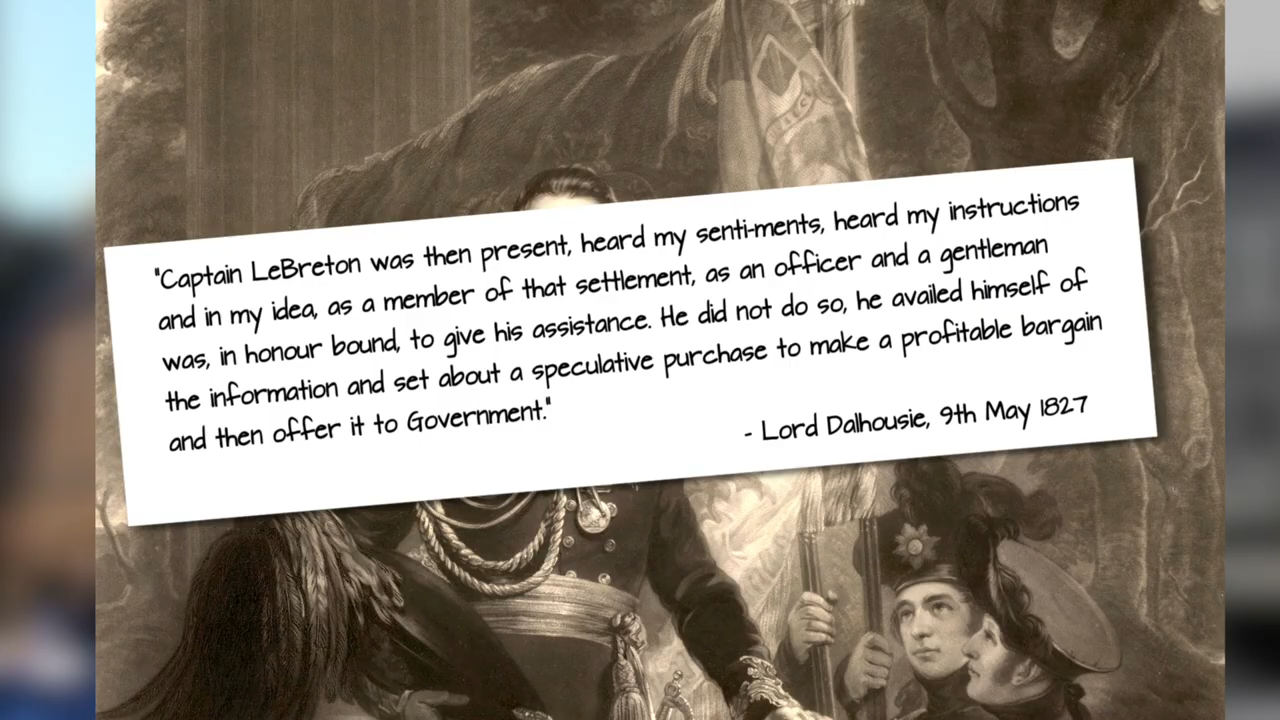 "Captain LeBreton was then present, heard my senti-ments, heard my instructions
and in my idea, as a member of that settlement, as an officer and a gentleman
was, in honour bound, to give his assistance. He did not do so, he availed himself of
the information and set about a speculative purchase to make a profitable bargain
and then offer it to Government."
- Lord Dalhousie, 9th May 1827